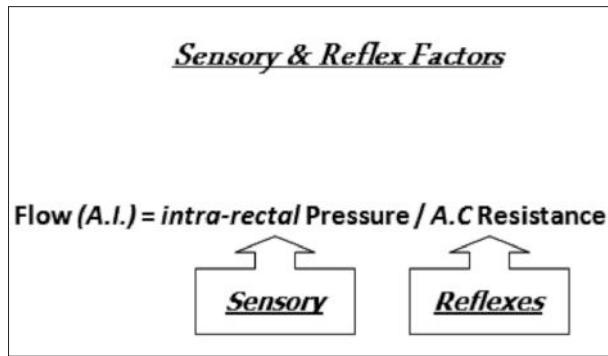 Sensory & Reflex Factors
Flow (A.I.) = intra-rectal Pressure / A.C Resistance
Sensory
Reflexes